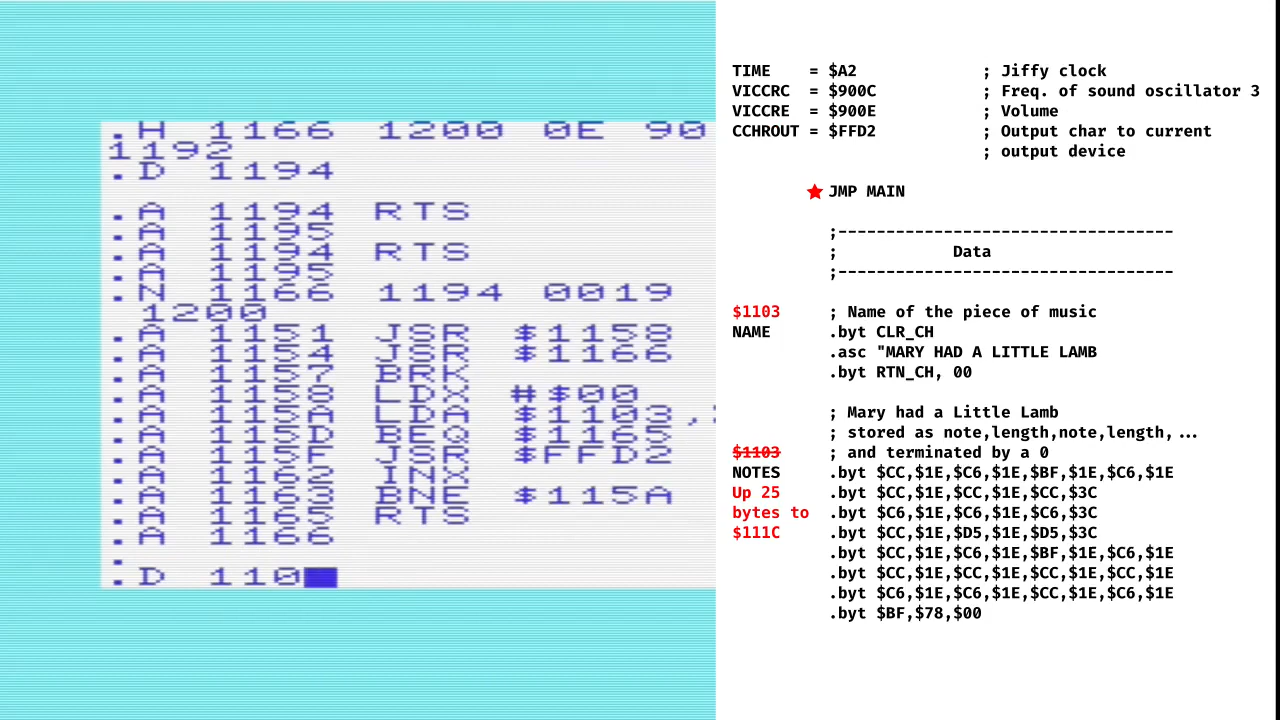 .H 1166 1200 0E 90
1192
.D 1194
.A 1194 RTS
.A 1195
.A 1194 RTS
.A 1195
.N 1166 1194 0019
1200
.A 1151 JSR $1158
.A 1154 JSR $1166
.A 1157 BRK
.A 1158 LDX #$00
.A 115A LDA $1103,
.A 115D BEQ $1165
.A 115F JSR $FFD2
.A 1162 INX
.A 1163 BNE $115A
.A 1165 RTS
.A 1166
.
.D 110
TIME = $A2 ; Jiffy clock
VICCRC = $900C ; Freq. of sound oscillator 3
VICCRE = $900E ; Volume
CCHROUT = $FFD2 ; Output char to current
; output device
JMP MAIN
;-----------------------------------
; Data
;-----------------------------------
$1103 ; Name of the piece of music
NAME .byt CLR_CH
.asc "MARY HAD A LITTLE LAMB
.byt RTN_CH, 00
; Mary had a Little Lamb
; stored as note,length,note,length,...
$1103 ; and terminated by a 0
NOTES .byt $CC,$1E,$C6,$1E,$BF,$1E,$C6,$1E
Up 25 .byt $CC,$1E,$CC,$1E,$CC,$3C
bytes to .byt $C6,$1E,$C6,$1E,$C6,$3C
$111C .byt $CC,$1E,$D5,$1E,$D5,$3C
.byt $CC,$1E,$C6,$1E,$BF,$1E,$C6,$1E
.byt $CC,$1E,$CC,$1E,$CC,$1E,$CC,$1E
.byt $C6,$1E,$C6,$1E,$CC,$1E,$C6,$1E
.byt $BF,$78,$00